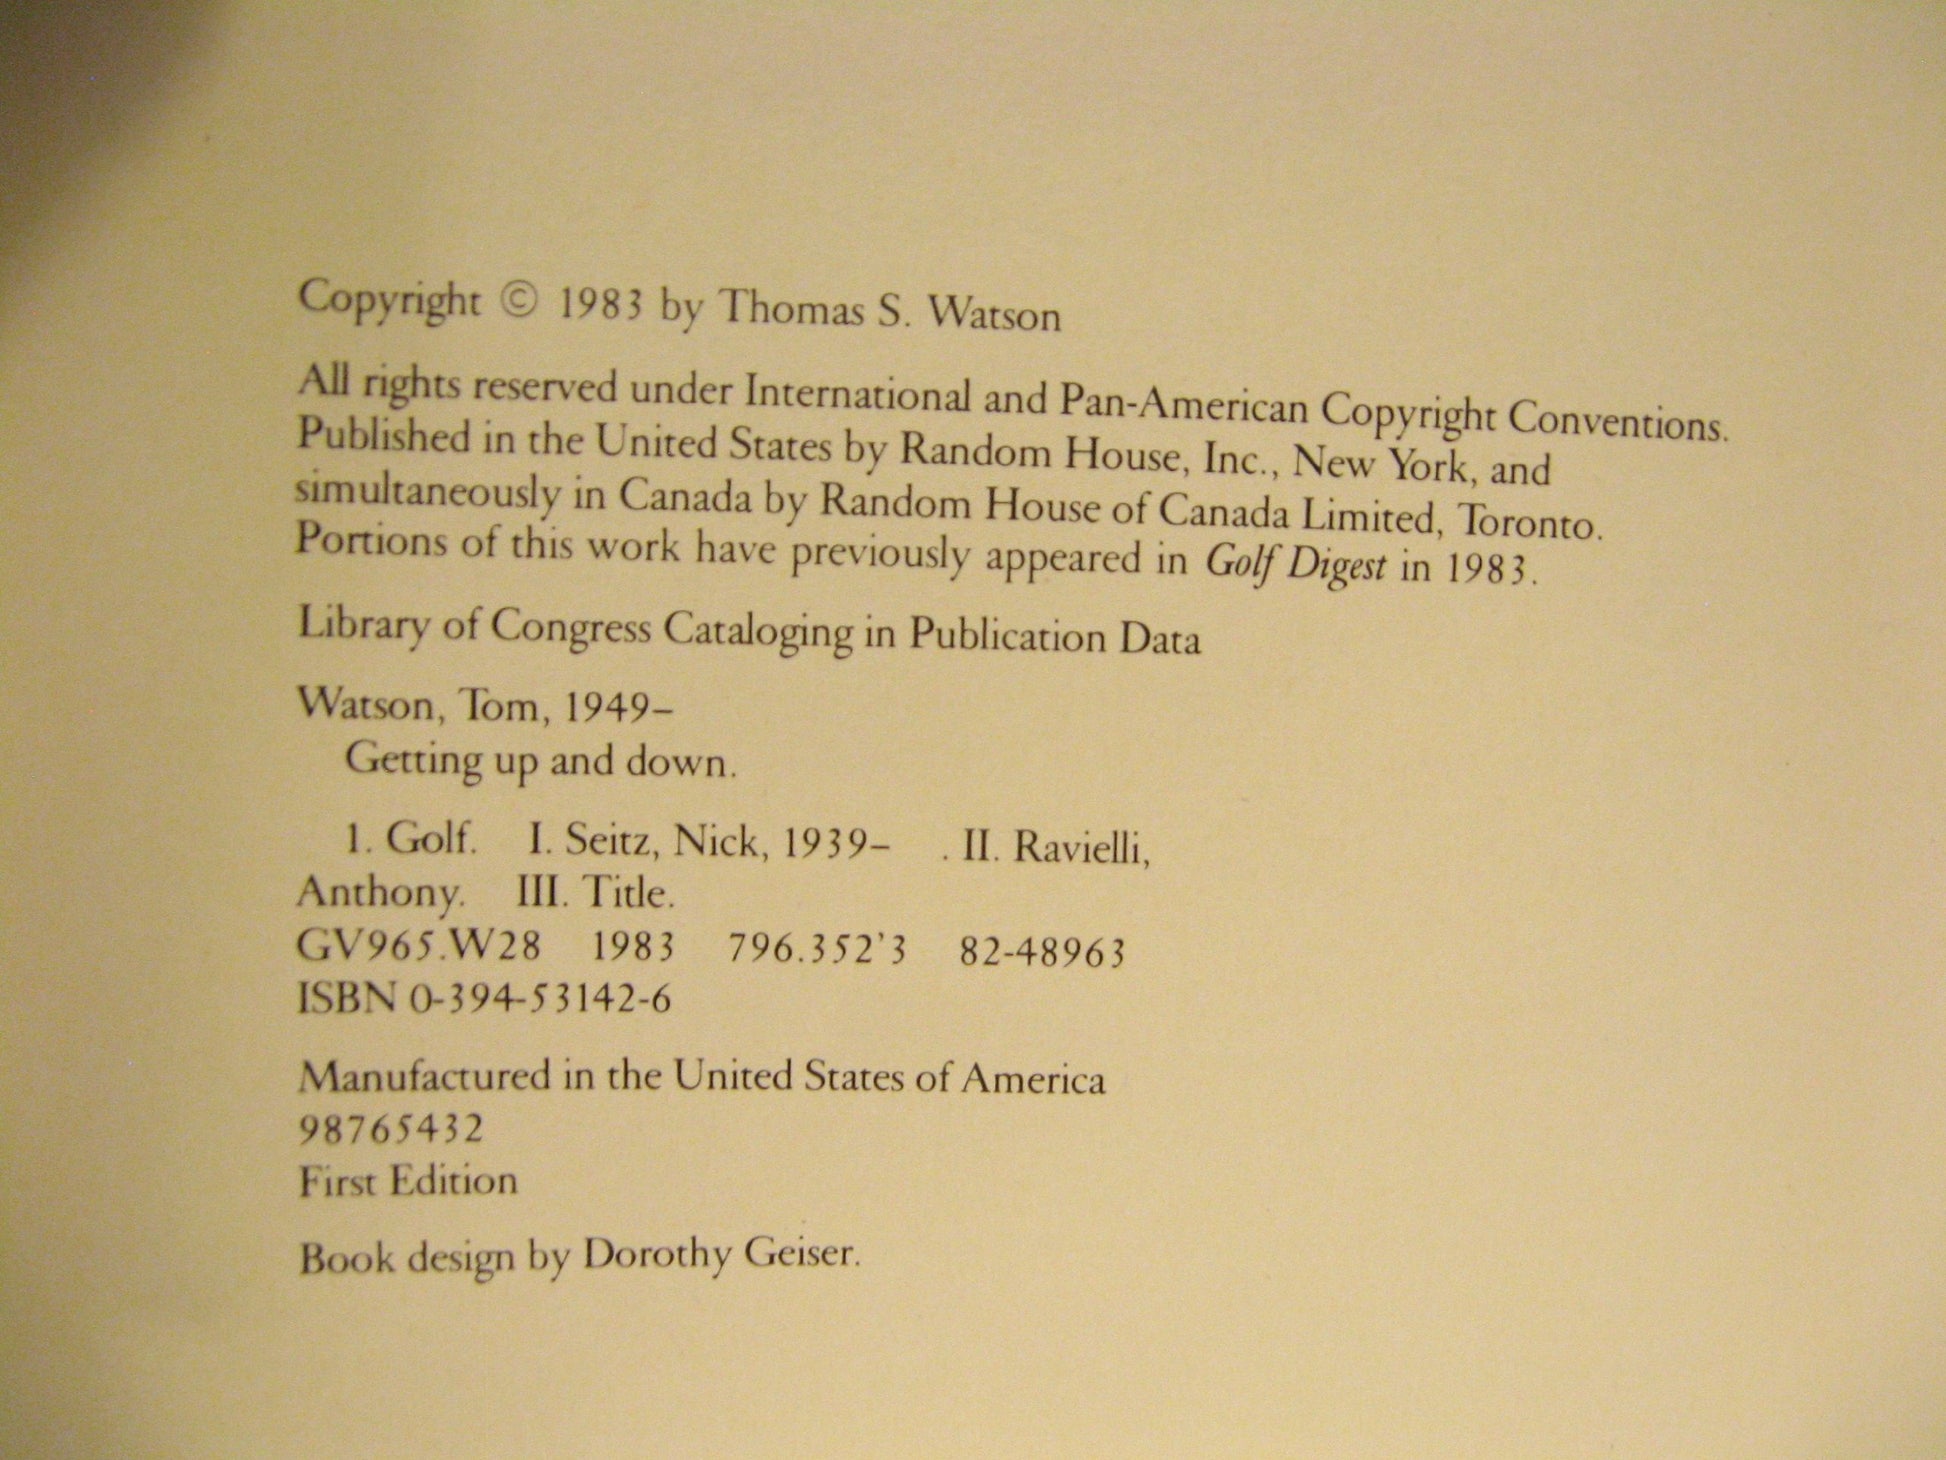 Copyright © 1983 by Thomas S. Watson
All rights reserved under International and Pan-American Copyright Conventions.
Published in the United States by Random House, Inc., New York, and
simultaneously in Canada by Random House of Canada Limited, Toronto.
Portions of this work have previously appeared in Golf Digest in 1983.
Library of Congress Cataloging in Publication Data
Watson, Tom, 1949–
Getting up and down.
1. Golf. I. Seitz, Nick, 1939– . II. Ravielli,
Anthony. III. Title.
GV965.W28 1983 796.352'3 82-48963
ISBN 0-394-53142-6
Manufactured in the United States of America
98765432
First Edition
Book design by Dorothy Geiser.